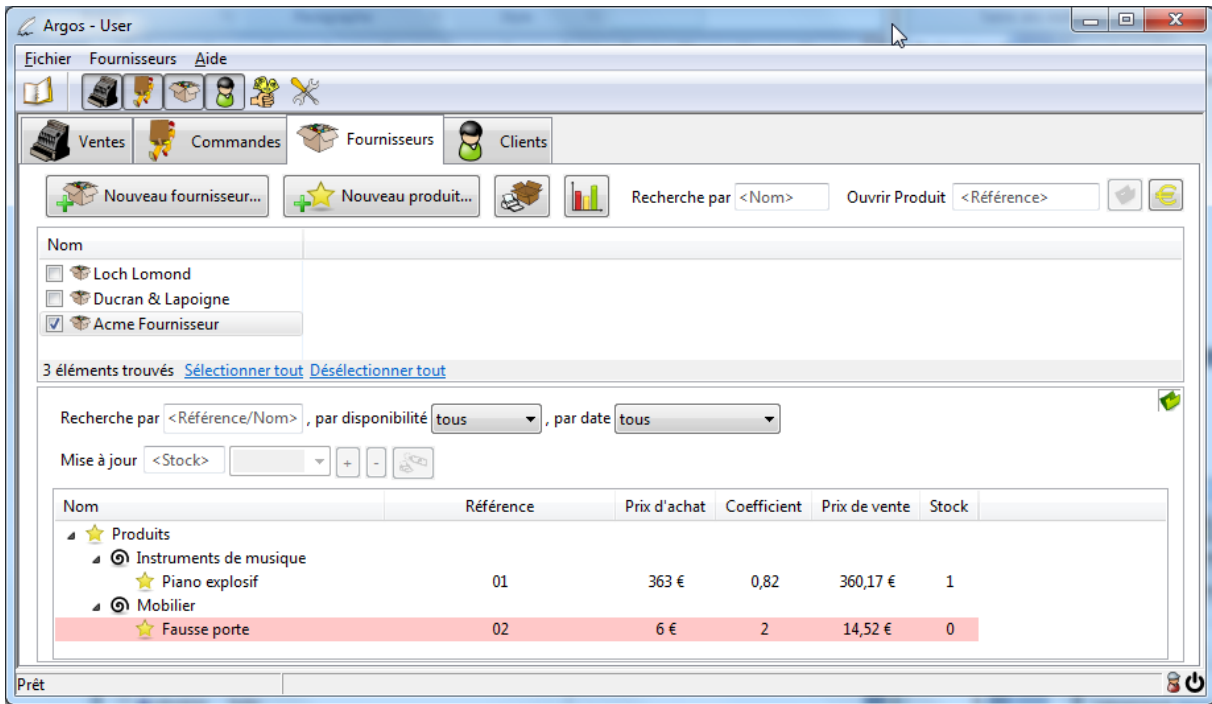 Argos - User
Fichier Fournisseurs Aide
Ventes Commandes Fournisseurs Clients
Nouveau fournisseur... Nouveau produit... Recherche par <Nom> Ouvrir Produit <Référence>
Nom
Loch Lomond
Ducran & Lapoigne
Acme Fournisseur
3 éléments trouvés Sélectionner tout Désélectionner tout
Recherche par <Référence/Nom> , par disponibilité tous , par date tous
Mise à jour <Stock> + -
Nom Référence Prix d'achat Coefficient Prix de vente Stock
Produits
Instruments de musique
Piano explosif 01 363 € 0,82 360,17 € 1
Mobilier
Fausse porte 02 6 € 2 14,52 € 0
Prêt